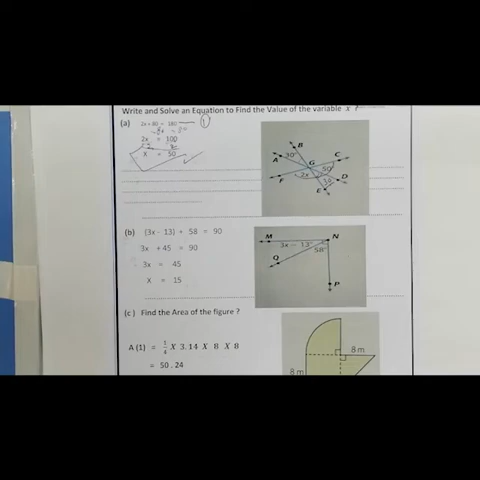 Write and Solve an Equation to Find the Value of the variable x ?
(a) 2x + 80 = 180 1
2x = 100
x = 50
B
A 30° G C
50°
F 2x D
E
(b) (3x - 13) + 58 = 90
3x + 45 = 90
3x = 45
x = 15
M N
3x - 13° 58°
Q
P
(c) Find the Area of the figure ?
A (1) = 1/4 X 3.14 X 8 X 8
= 50.24
8 m
8 m